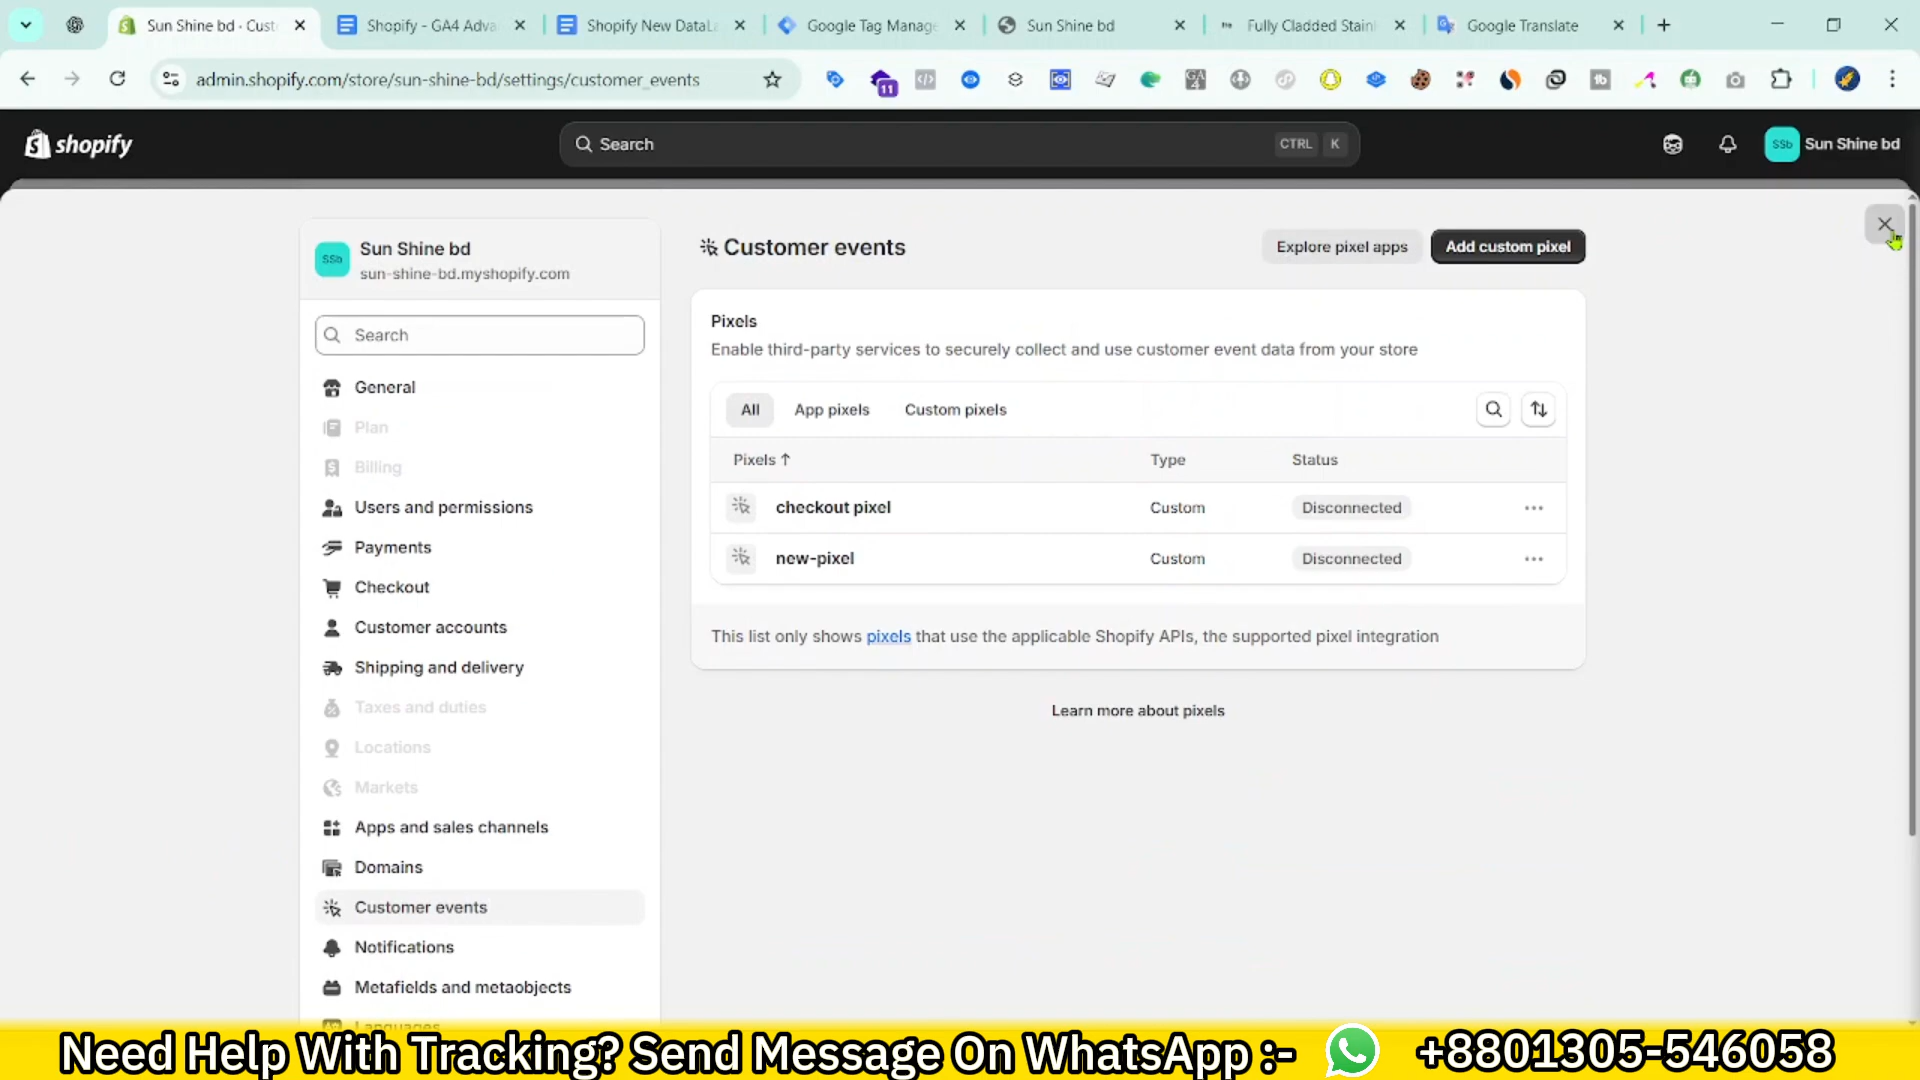 Sun Shine bd · Cust
Shopify - GA4 Adva
Shopify New DataLa
Google Tag Manage
Sun Shine bd
Fully Cladded Stainl
Google Translate
admin.shopify.com/store/sun-shine-bd/settings/customer_events
11
shopify
Search
CTRL K
SSb Sun Shine bd
SSb
Sun Shine bd
sun-shine-bd.myshopify.com
Search
General
Plan
Billing
Users and permissions
Payments
Checkout
Customer accounts
Shipping and delivery
Taxes and duties
Locations
Markets
Apps and sales channels
Domains
Customer events
Notifications
Metafields and metaobjects
Languages
Customer events
Explore pixel apps
Add custom pixel
Pixels
Enable third-party services to securely collect and use customer event data from your store
All App pixels Custom pixels
Pixels ↑ Type Status
checkout pixel Custom Disconnected
new-pixel Custom Disconnected
This list only shows pixels that use the applicable Shopify APIs, the supported pixel integration
Learn more about pixels
Need Help With Tracking? Send Message On WhatsApp :- +8801305-546058